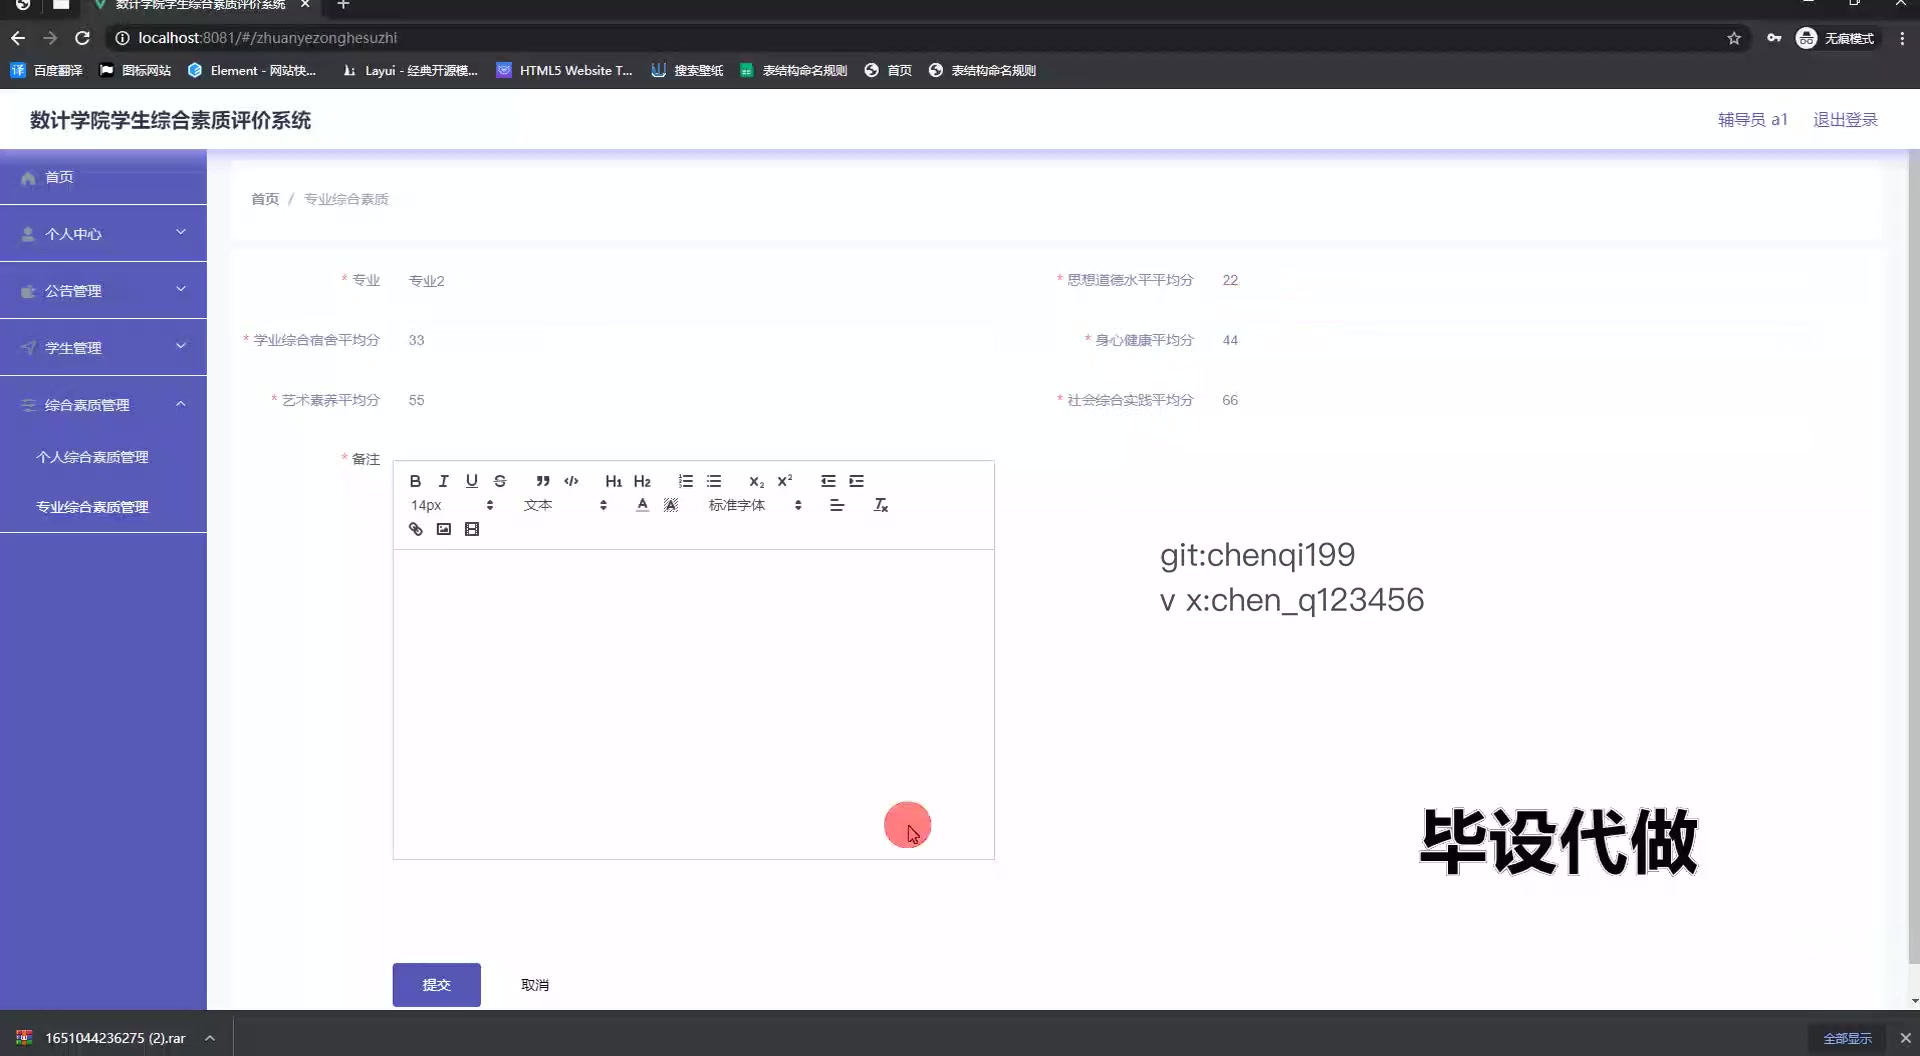 数计学院学生综合素质评价系统
localhost:8081/#/zhuanyezonghesuzhi
无痕模式
百度翻译
图标网站
Element - 网站快...
Layui - 经典开源模...
HTML5 Website T...
搜索壁纸
表结构命名规则
首页
表结构命名规则
数计学院学生综合素质评价系统
辅导员 a1
退出登录
首页
个人中心
公告管理
学生管理
综合素质管理
个人综合素质管理
专业综合素质管理
首页 / 专业综合素质
* 专业 专业2
* 思想道德水平平均分 22
* 学业综合宿舍平均分 33
* 身心健康平均分 44
* 艺术素养平均分 55
* 社会综合实践平均分 66
* 备注
14px 文本 标准字体
git:chenqi199
v x:chen_q123456
毕设代做
提交 取消
1651044236275 (2).rar
全部显示